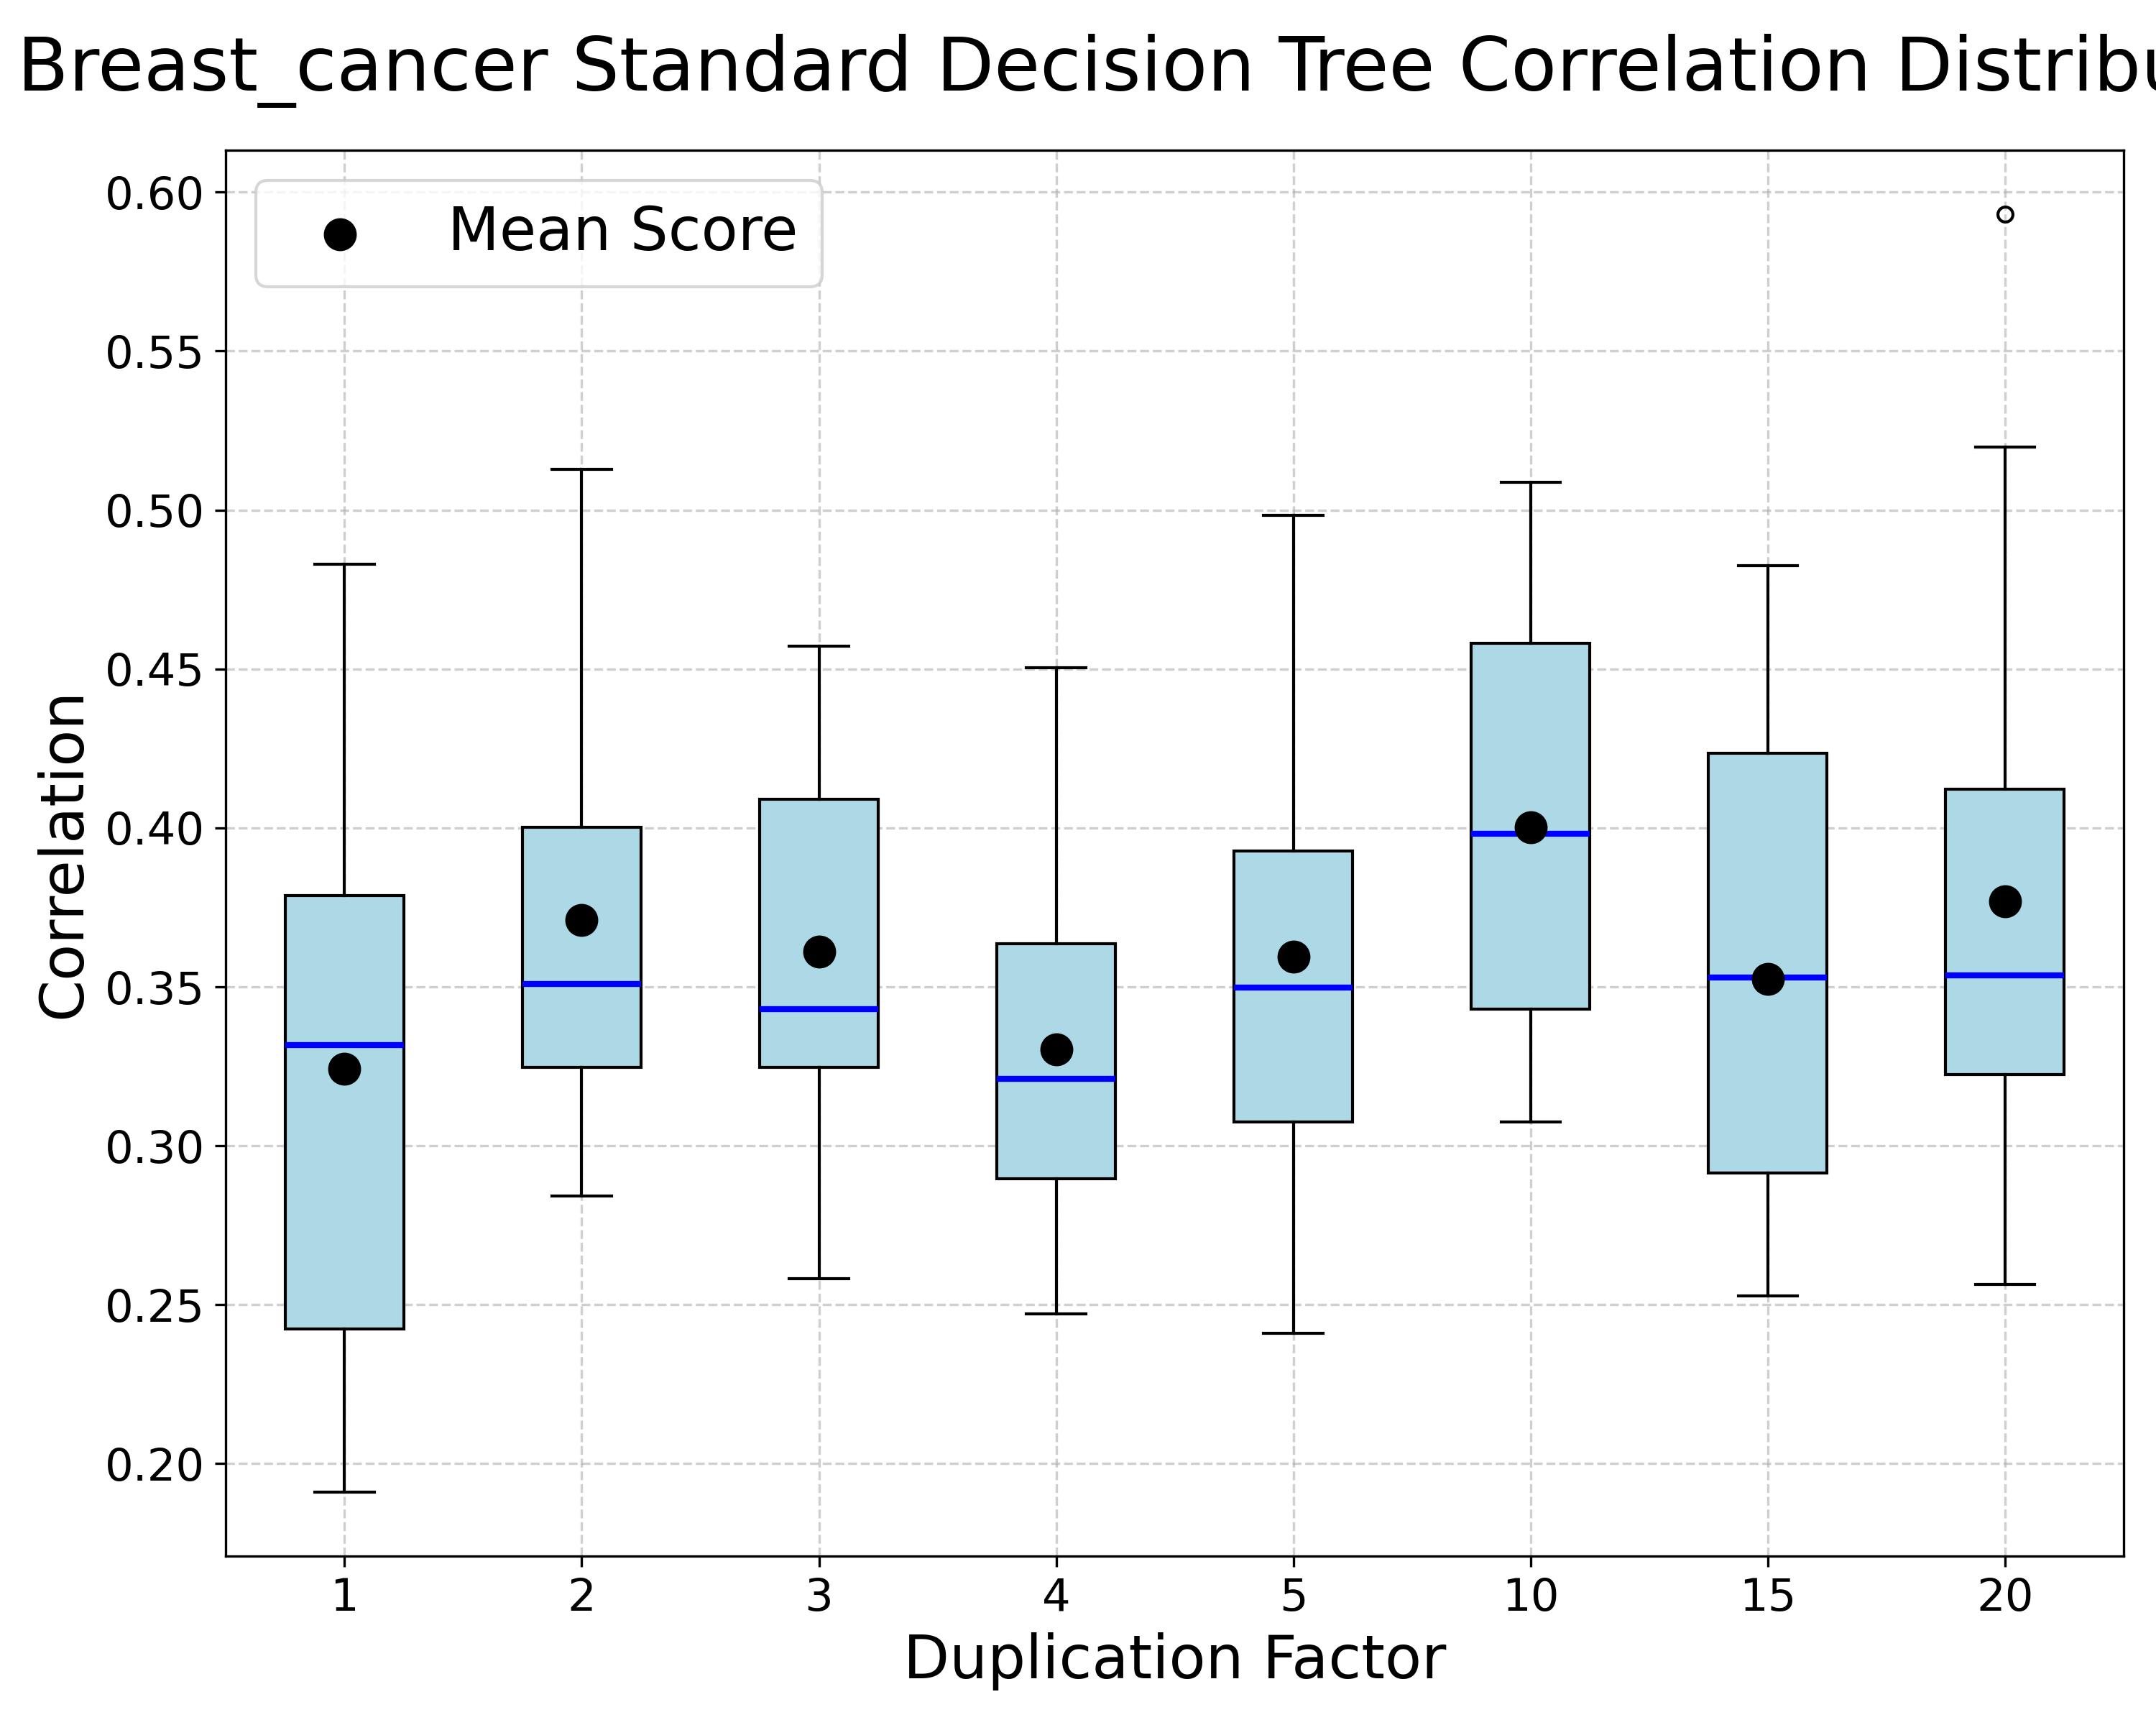 Breast_cancer Standard Decision Tree Correlation Distribu
Mean Score
Correlation
0.60
0.55
0.50
0.45
0.40
0.35
0.30
0.25
0.20
1 2 3 4 5 10 15 20
Duplication Factor